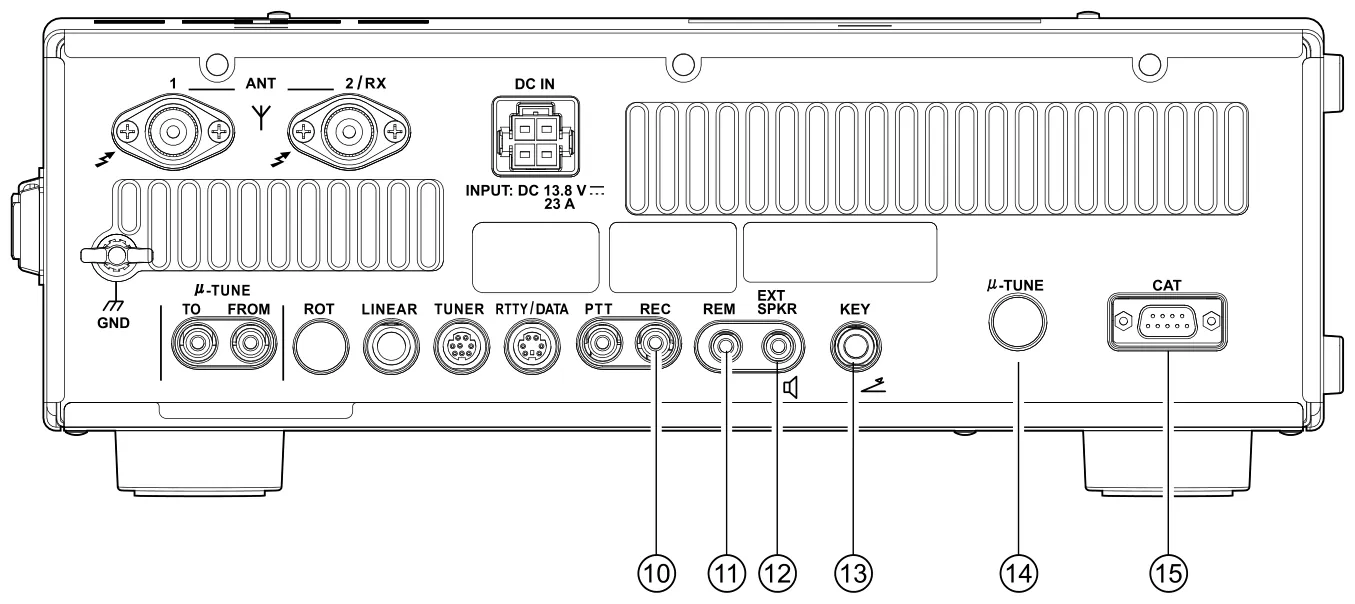 1 ANT 2/RX
DC IN
INPUT: DC 13.8 V
23 A
GND
μ-TUNE
TO FROM
ROT
LINEAR
TUNER
RTTY/DATA
PTT
REC
REM
EXT
SPKR
KEY
μ-TUNE
CAT
10 11 12 13 14 15